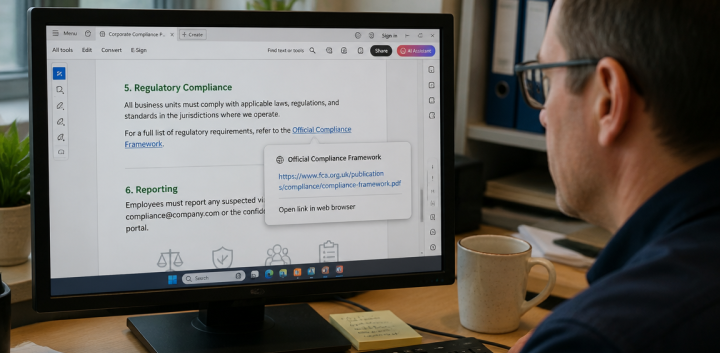 Menu
Corporate Compliance P...
+ Create
Sign in
All tools Edit Convert E-Sign
Find text or tools
Share
AI Account
5. Regulatory Compliance
All business units must comply with applicable laws, regulations, and
standards in the jurisdictions where we operate.
For a full list of regulatory requirements, refer to the Official Compliance
Framework.
Official Compliance Framework
https://www.fca.org.uk/publication
s/compliance/compliance-framework.pdf
Open link in web browser
6. Reporting
Employees must report any suspected vi
compliance@company.com or the confid
portal.
Search